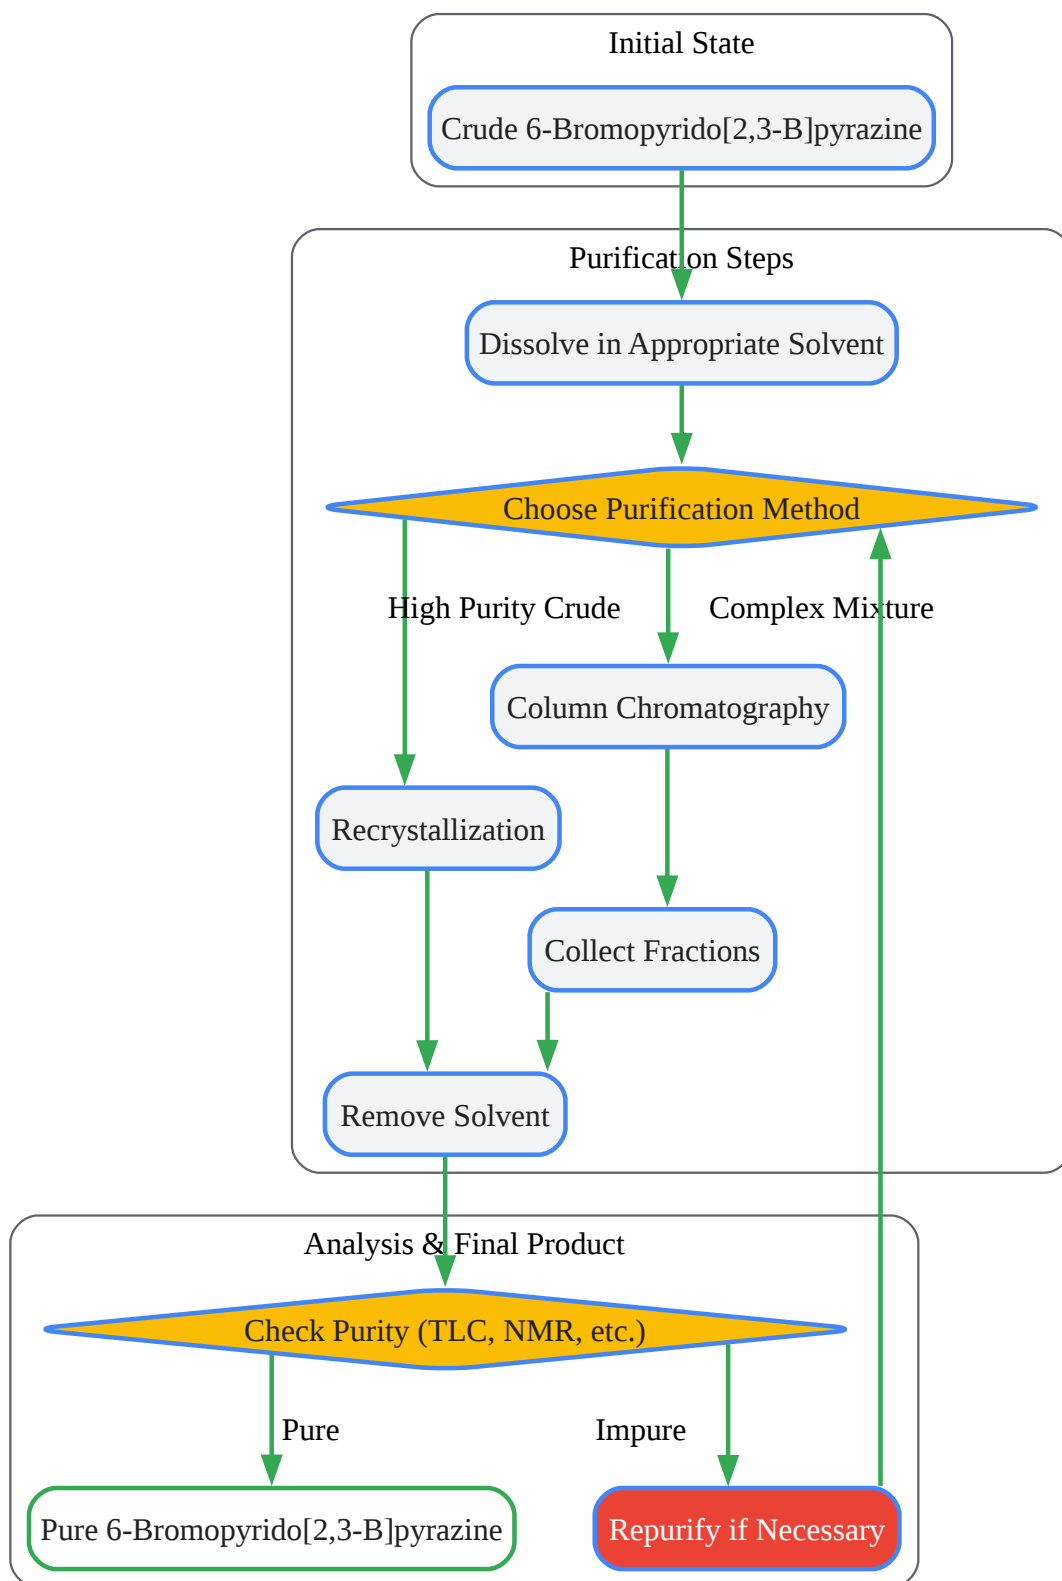 Initial State
Crude 6-Bromopyrido[2,3-B]pyrazine
Purification Steps
Dissolve in Appropriate Solvent
Choose Purification Method
High Purity Crude
Complex Mixture
Column Chromatography
Recrystallization
Collect Fractions
Remove Solvent
Analysis & Final Product
Check Purity (TLC, NMR, etc.)
Pure
Impure
Pure 6-Bromopyrido[2,3-B]pyrazine
Repurify if Necessary